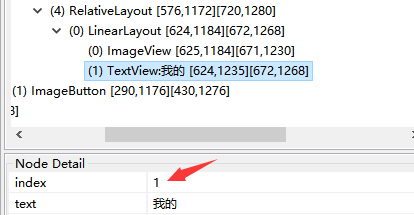 (4) RelativeLayout [576,1172][720,1280]
(0) LinearLayout [624,1184][672,1268]
(0) ImageView [625,1184][671,1230]
(1) TextView:我的 [624,1235][672,1268]
(1) ImageButton [290,1176][430,1276]
8]
Node Detail
index 1
text 我的